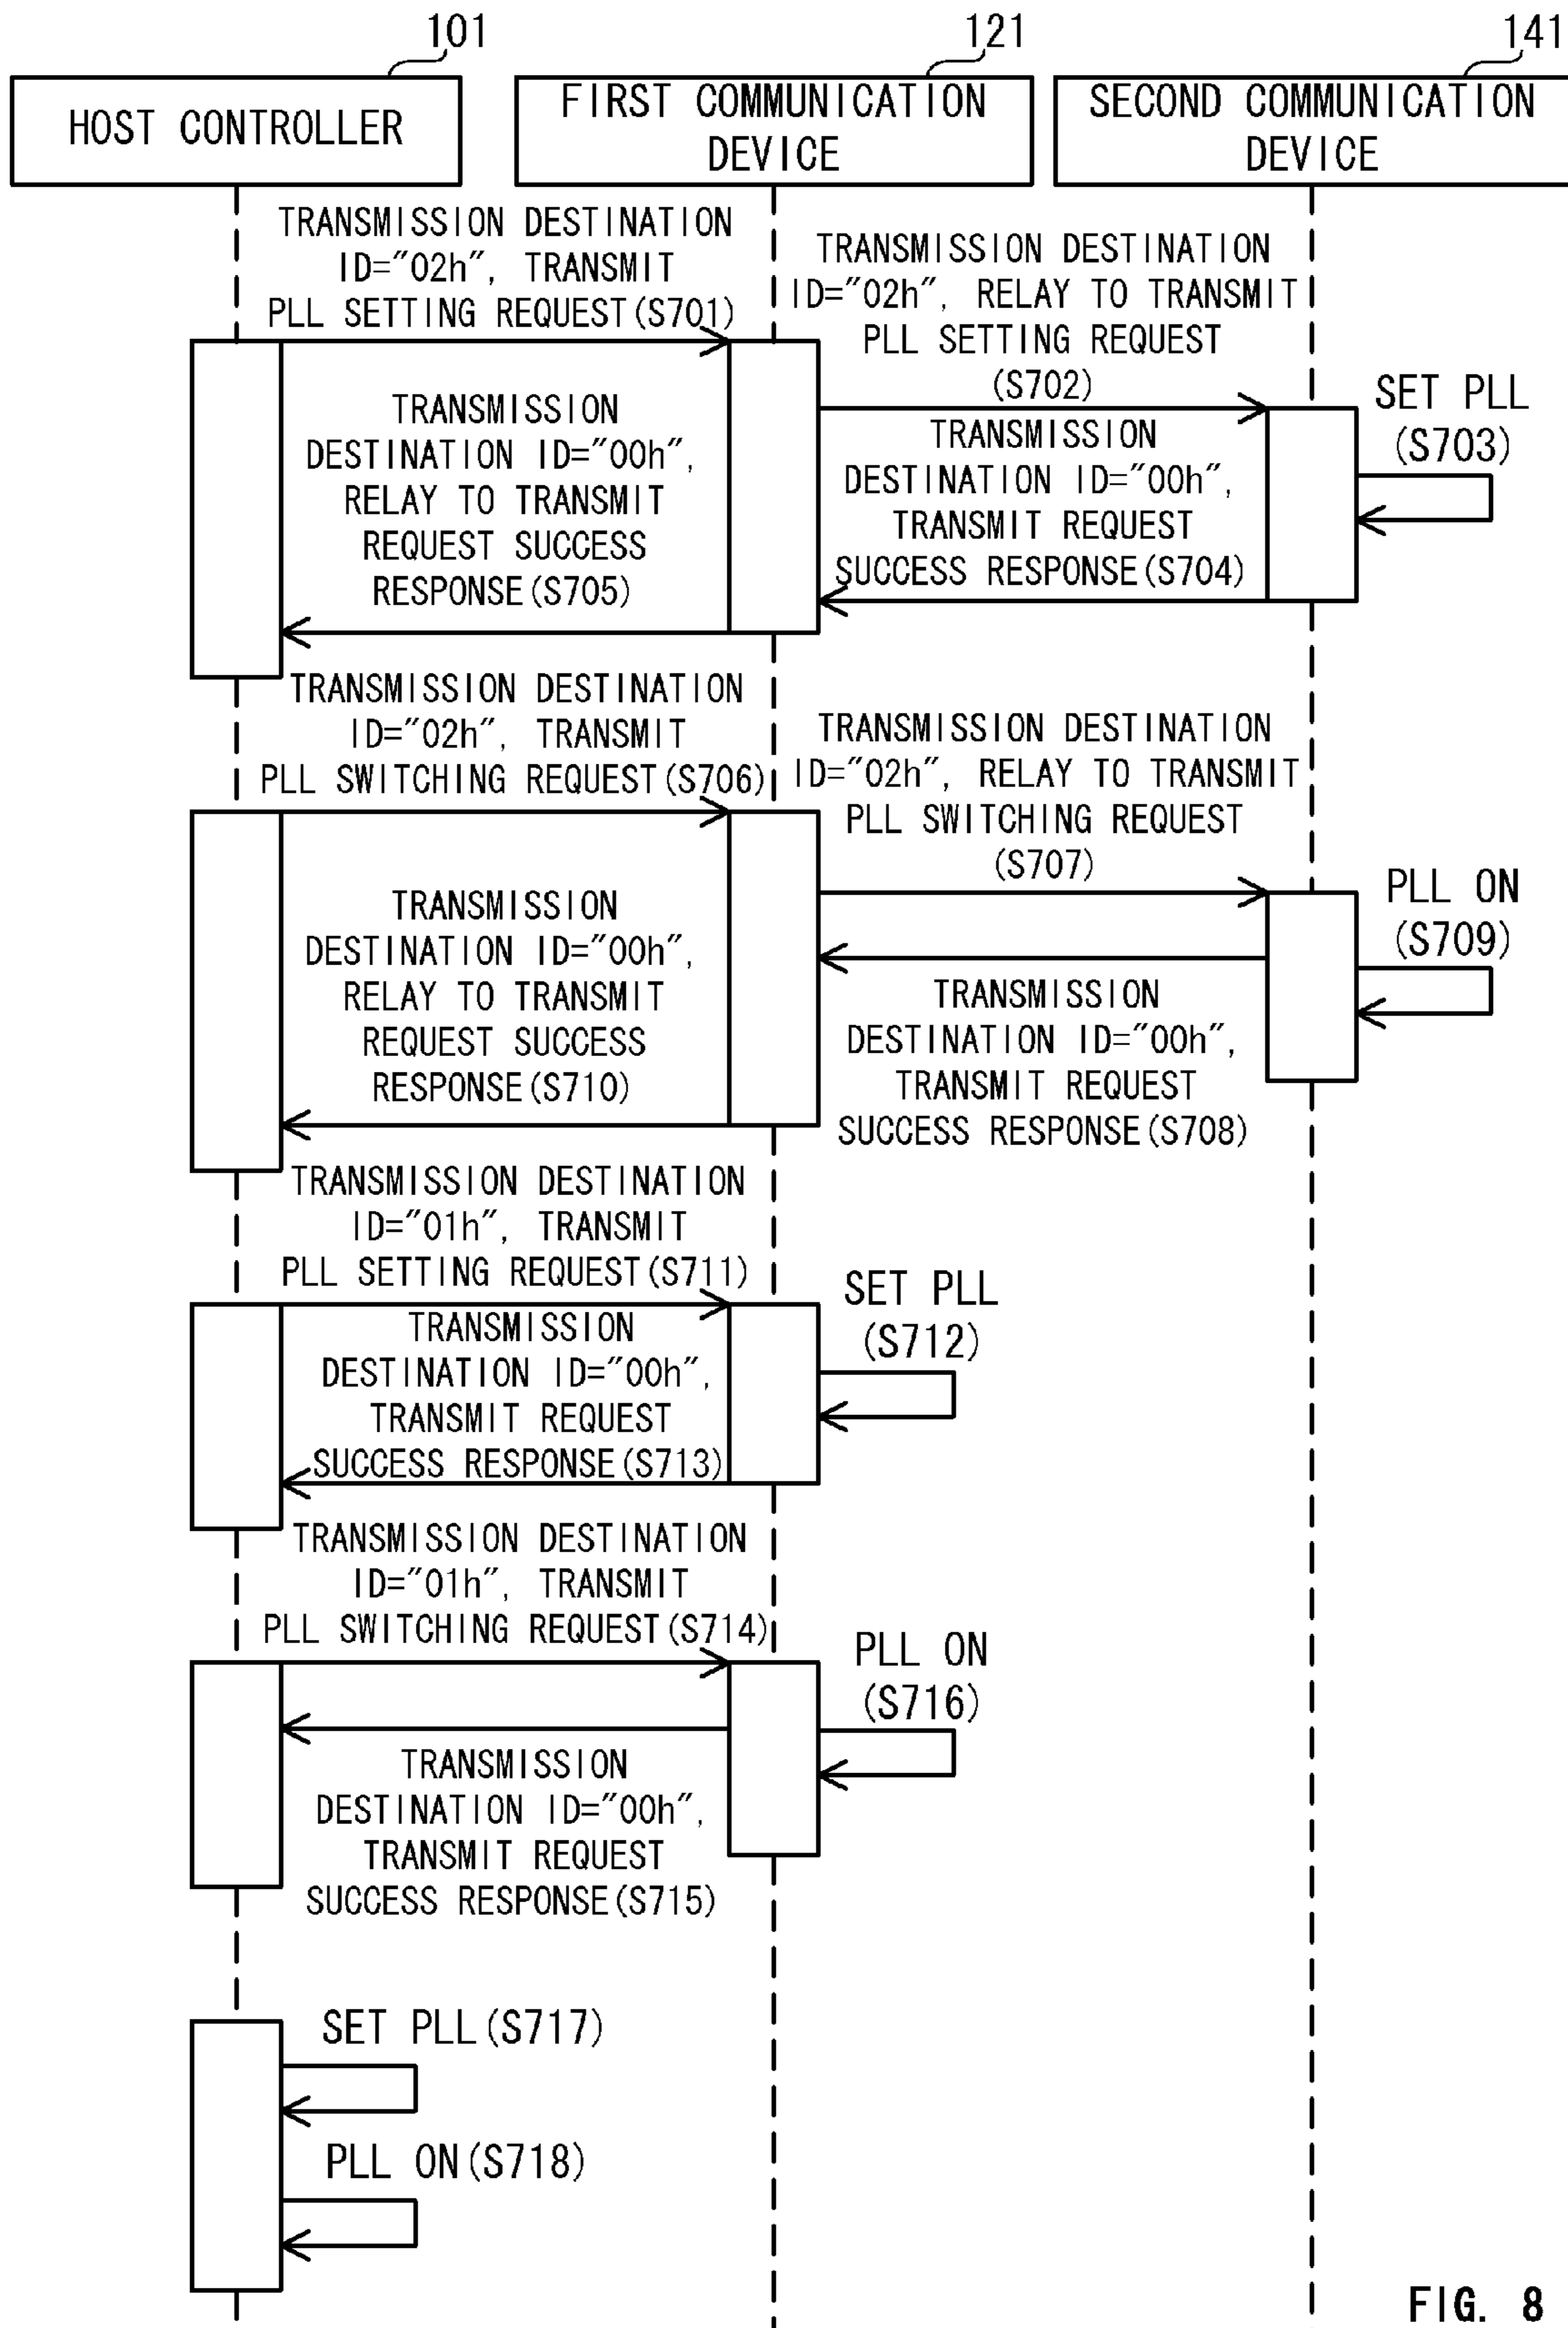 101
121
141
HOST CONTROLLER
FIRST COMMUNICATION
DEVICE
SECOND COMMUNICATION
DEVICE
TRANSMISSION DESTINATION
ID="02h", TRANSMIT
PLL SETTING REQUEST(S701)
TRANSMISSION DESTINATION
ID="02h", RELAY TO TRANSMIT
PLL SETTING REQUEST
(S702)
SET PLL
(S703)
TRANSMISSION
DESTINATION ID="00h",
TRANSMIT REQUEST
SUCCESS RESPONSE(S704)
TRANSMISSION
DESTINATION ID="00h",
RELAY TO TRANSMIT
REQUEST SUCCESS
RESPONSE(S705)
TRANSMISSION DESTINATION
ID="02h", TRANSMIT
PLL SWITCHING REQUEST(S706)
TRANSMISSION DESTINATION
ID="02h", RELAY TO TRANSMIT
PLL SWITCHING REQUEST
(S707)
PLL ON
(S709)
TRANSMISSION
DESTINATION ID="00h",
TRANSMIT REQUEST
SUCCESS RESPONSE(S708)
TRANSMISSION
DESTINATION ID="00h",
RELAY TO TRANSMIT
REQUEST SUCCESS
RESPONSE(S710)
TRANSMISSION DESTINATION
ID="01h", TRANSMIT
PLL SETTING REQUEST(S711)
SET PLL
(S712)
TRANSMISSION
DESTINATION ID="00h",
TRANSMIT REQUEST
SUCCESS RESPONSE(S713)
TRANSMISSION DESTINATION
ID="01h", TRANSMIT
PLL SWITCHING REQUEST(S714)
PLL ON
(S716)
TRANSMISSION
DESTINATION ID="00h",
TRANSMIT REQUEST
SUCCESS RESPONSE(S715)
SET PLL(S717)
PLL ON(S718)
FIG. 8